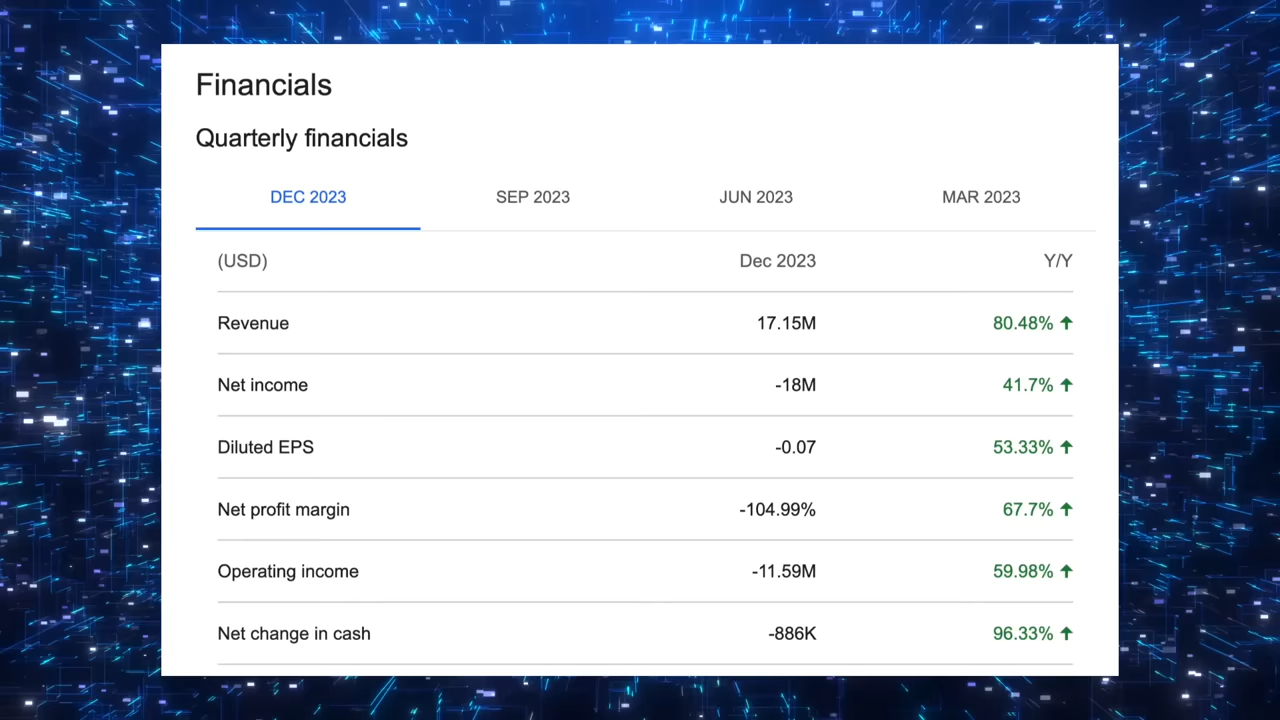 Financials
Quarterly financials
DEC 2023 SEP 2023 JUN 2023 MAR 2023
(USD) Dec 2023 Y/Y
Revenue 17.15M 80.48%
Net income -18M 41.7%
Diluted EPS -0.07 53.33%
Net profit margin -104.99% 67.7%
Operating income -11.59M 59.98%
Net change in cash -886K 96.33%